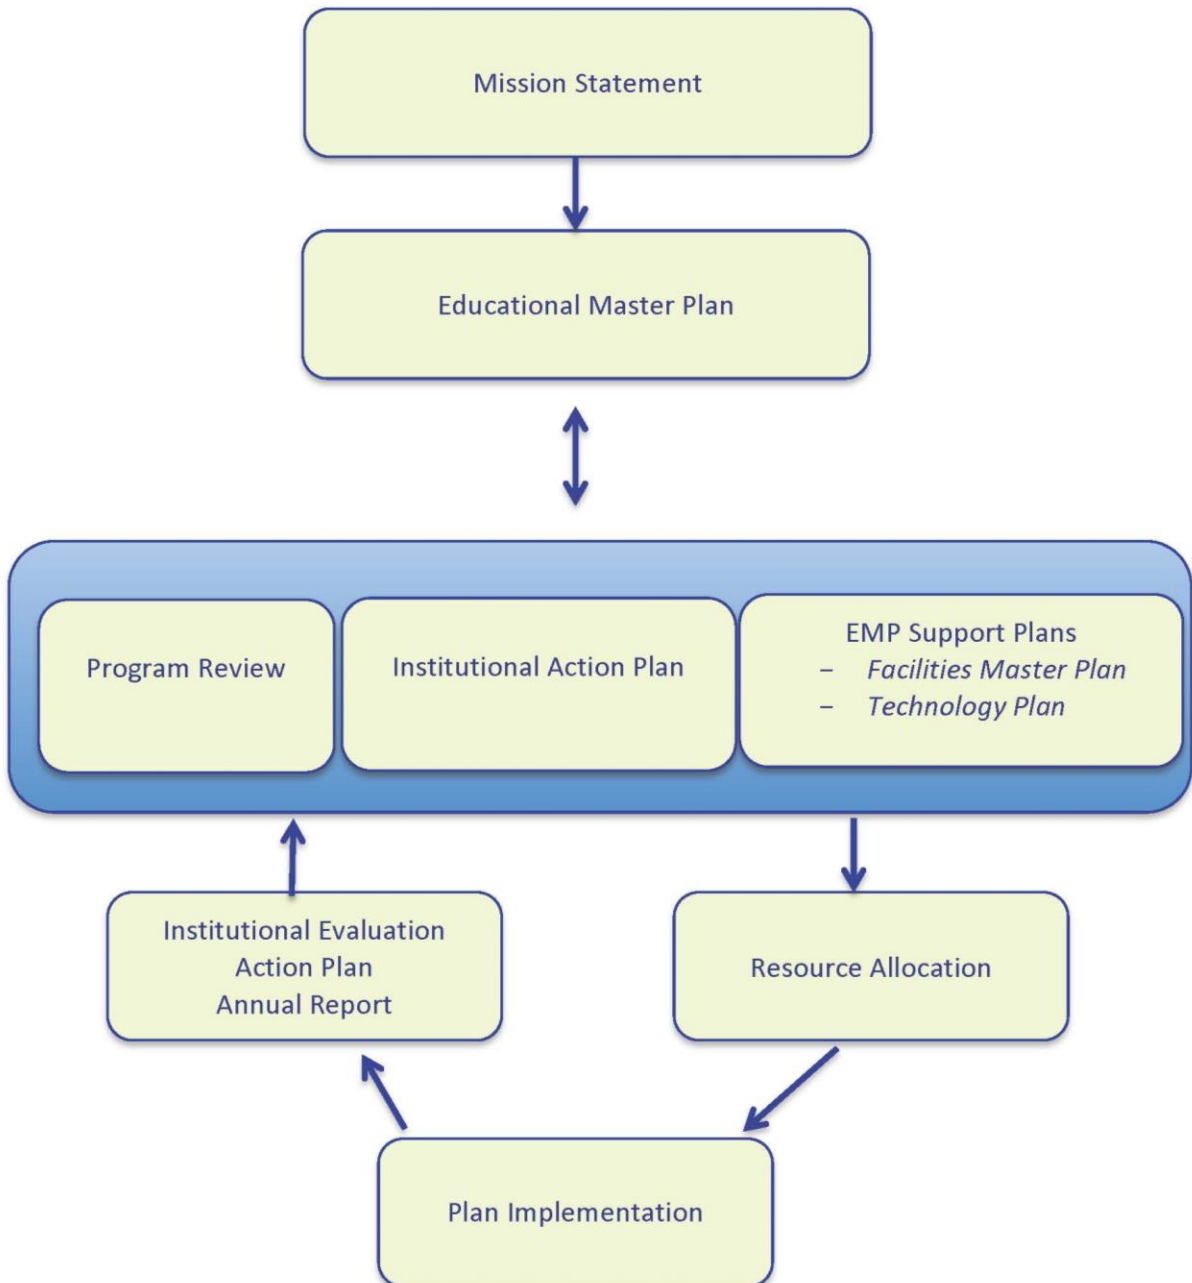 Mission Statement
Educational Master Plan
Program Review
Institutional Action Plan
EMP Support Plans
– Facilities Master Plan
– Technology Plan
Institutional Evaluation
Action Plan
Annual Report
Resource Allocation
Plan Implementation